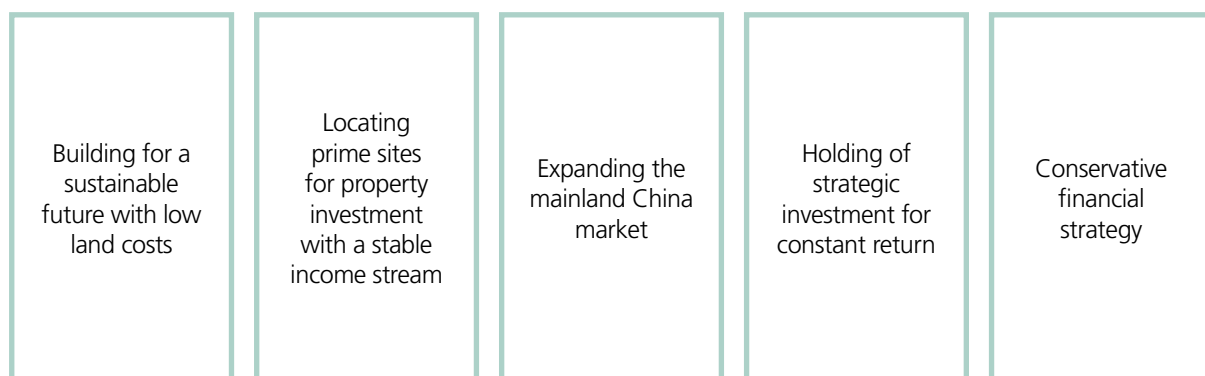 Building for a
sustainable
future with low
land costs
Locating
prime sites
for property
investment
with a stable
income stream
Expanding the
mainland China
market
Holding of
strategic
investment for
constant return
Conservative
financial
strategy